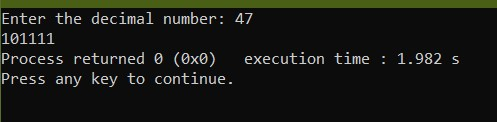 Enter the decimal number: 47
101111
Process returned 0 (0x0)   execution time : 1.982 s
Press any key to continue.